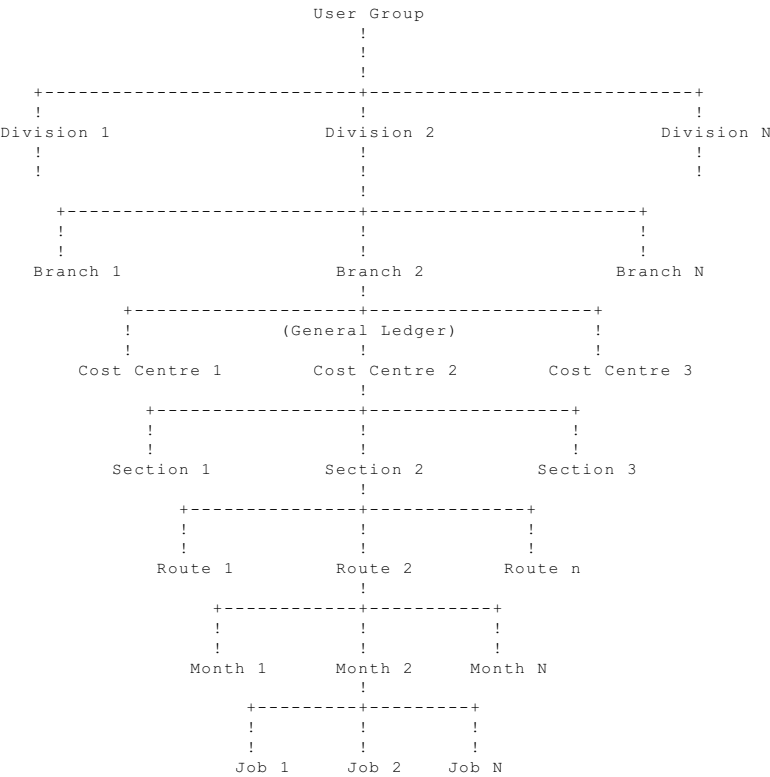 User Group
Division 1 Division 2 Division N
Branch 1 Branch 2 Branch N
(General Ledger)
Cost Centre 1 Cost Centre 2 Cost Centre 3
Section 1 Section 2 Section 3
Route 1 Route 2 Route n
Month 1 Month 2 Month N
Job 1 Job 2 Job N